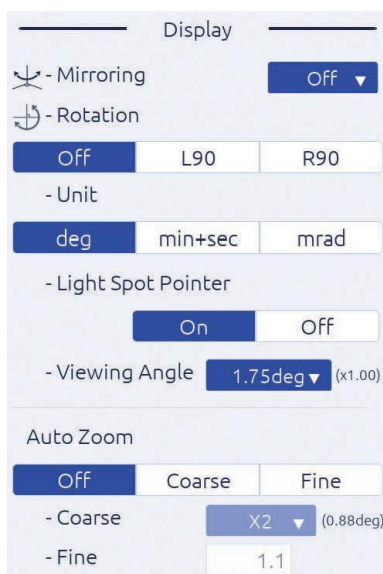 Display
- Mirroring Off ▼
- Rotation
Off L90 R90
- Unit
deg min+sec mrad
- Light Spot Pointer
On Off
- Viewing Angle 1.75deg ▼ (x1.00)
Auto Zoom
Off Coarse Fine
- Coarse X2 ▼ (0.88deg)
- Fine 1.1